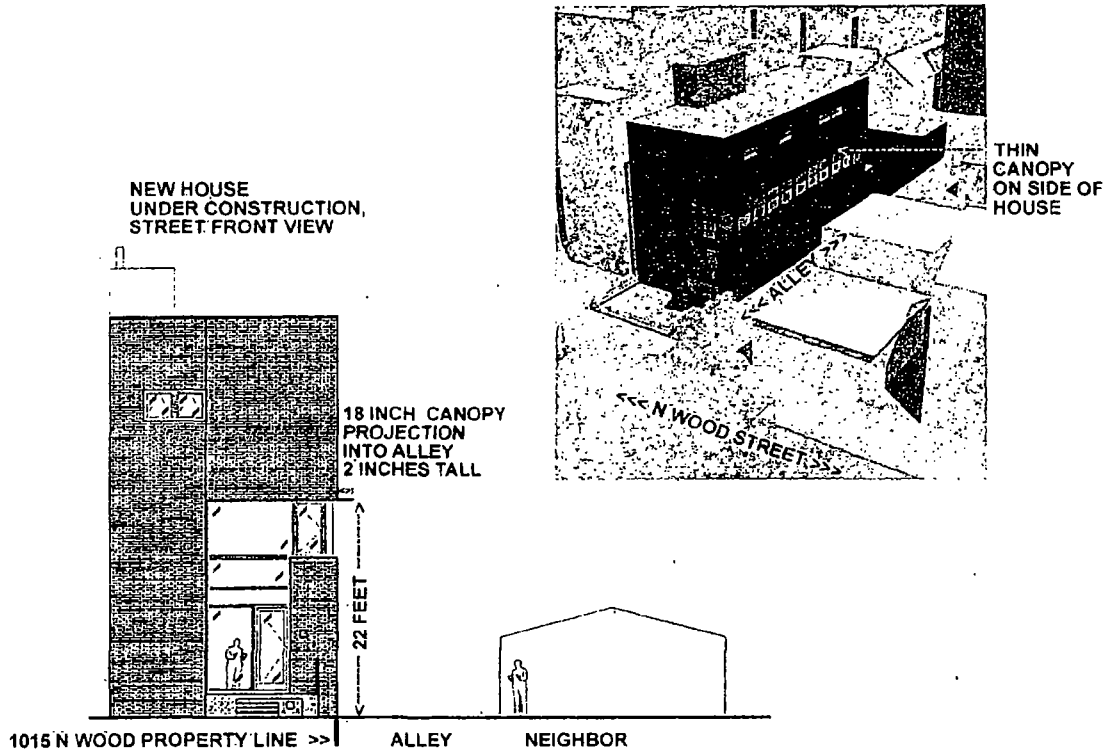 THIN
CANOPY
ON SIDE OF
HOUSE
<<< ALLEY >>>
<<< N WOOD STREET >>>
NEW HOUSE
UNDER CONSTRUCTION,
STREET FRONT VIEW
18 INCH CANOPY
PROJECTION
INTO ALLEY
2 INCHES TALL
22 FEET
1015 N WOOD PROPERTY LINE >>
ALLEY
NEIGHBOR